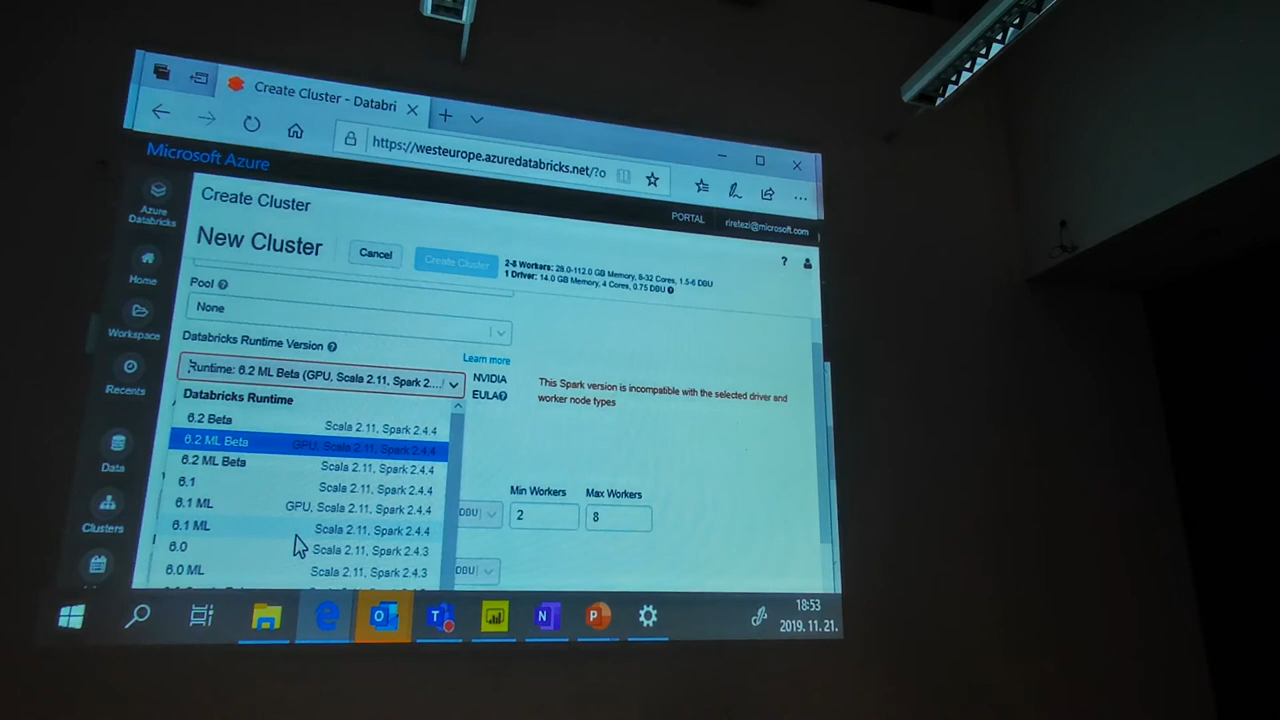 Create Cluster - Databri
https://westeurope.azuredatabricks.net/?o
Microsoft Azure
PORTAL
riretezi@microsoft.com
Azure Databricks
Home
Workspace
Recents
Data
Clusters
Create Cluster
New Cluster
Cancel
Create Cluster
2-8 Workers: 28.0-112.0 GB Memory, 8-32 Cores, 1.5-6 DBU
1 Driver: 14.0 GB Memory, 4 Cores, 0.75 DBU
Pool
None
Databricks Runtime Version
Learn more
Runtime: 6.2 ML Beta (GPU, Scala 2.11, Spark 2....
NVIDIA
EULA
This Spark version is incompatible with the selected driver and
worker node types
Databricks Runtime
6.2 Beta Scala 2.11, Spark 2.4.4
6.2 ML Beta GPU, Scala 2.11, Spark 2.4.4
6.2 ML Beta Scala 2.11, Spark 2.4.4
6.1 Scala 2.11, Spark 2.4.4
6.1 ML GPU, Scala 2.11, Spark 2.4.4
6.1 ML Scala 2.11, Spark 2.4.4
6.0 Scala 2.11, Spark 2.4.3
6.0 ML Scala 2.11, Spark 2.4.3
Min Workers Max Workers
DBU 2 8
DBU
18:53
2019. 11. 21.